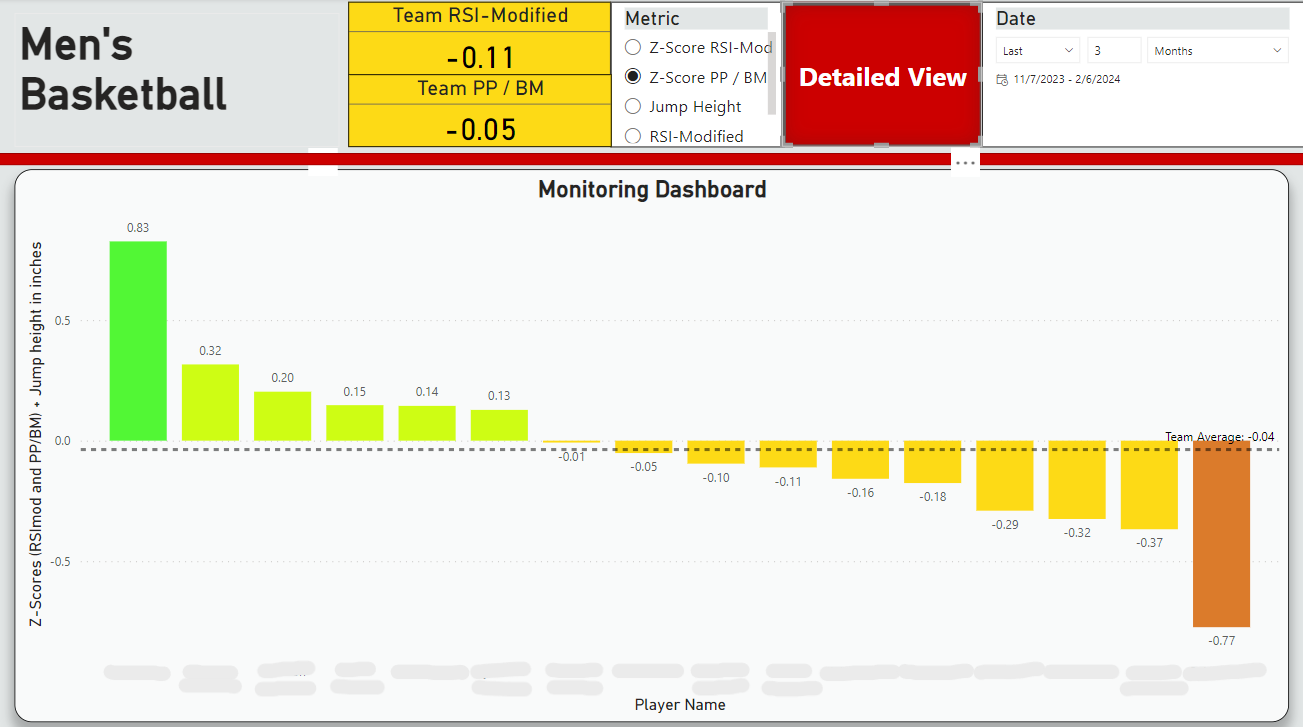 Men's
Basketball
Team RSI-Modified
-0.11
Team PP / BM
-0.05
Metric
Z-Score RSI-Mod
Z-Score PP / BM
Jump Height
RSI-Modified
Detailed View
Date
Last 3 Months
11/7/2023 - 2/6/2024
Monitoring Dashboard
Z-Scores (RSImod and PP/BM) + Jump height in inches
0.5
0.0
-0.5
0.83
0.32
0.20
0.15
0.14
0.13
-0.01
-0.05
-0.10
-0.11
-0.16
-0.18
-0.29
-0.32
-0.37
-0.77
Team Average: -0.04
Player Name